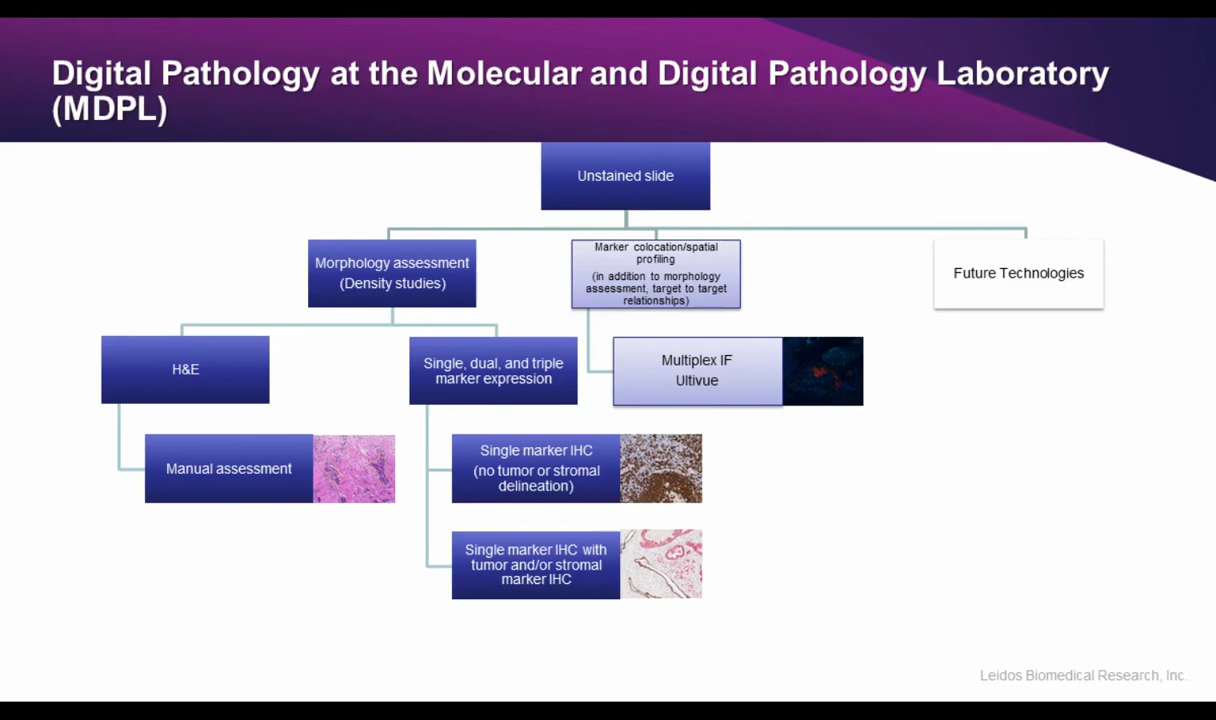 Digital Pathology at the Molecular and Digital Pathology Laboratory
(MDPL)
Unstained slide
Morphology assessment
(Density studies)
Marker colocation/spatial
profiling
(in addition to morphology
assessment, target to target
relationships)
Future Technologies
H&E
Single, dual, and triple
marker expression
Multiplex IF
Ultivue
Manual assessment
Single marker IHC
(no tumor or stromal
delineation)
Single marker IHC with
tumor and/or stromal
marker IHC
Leidos Biomedical Research, Inc.